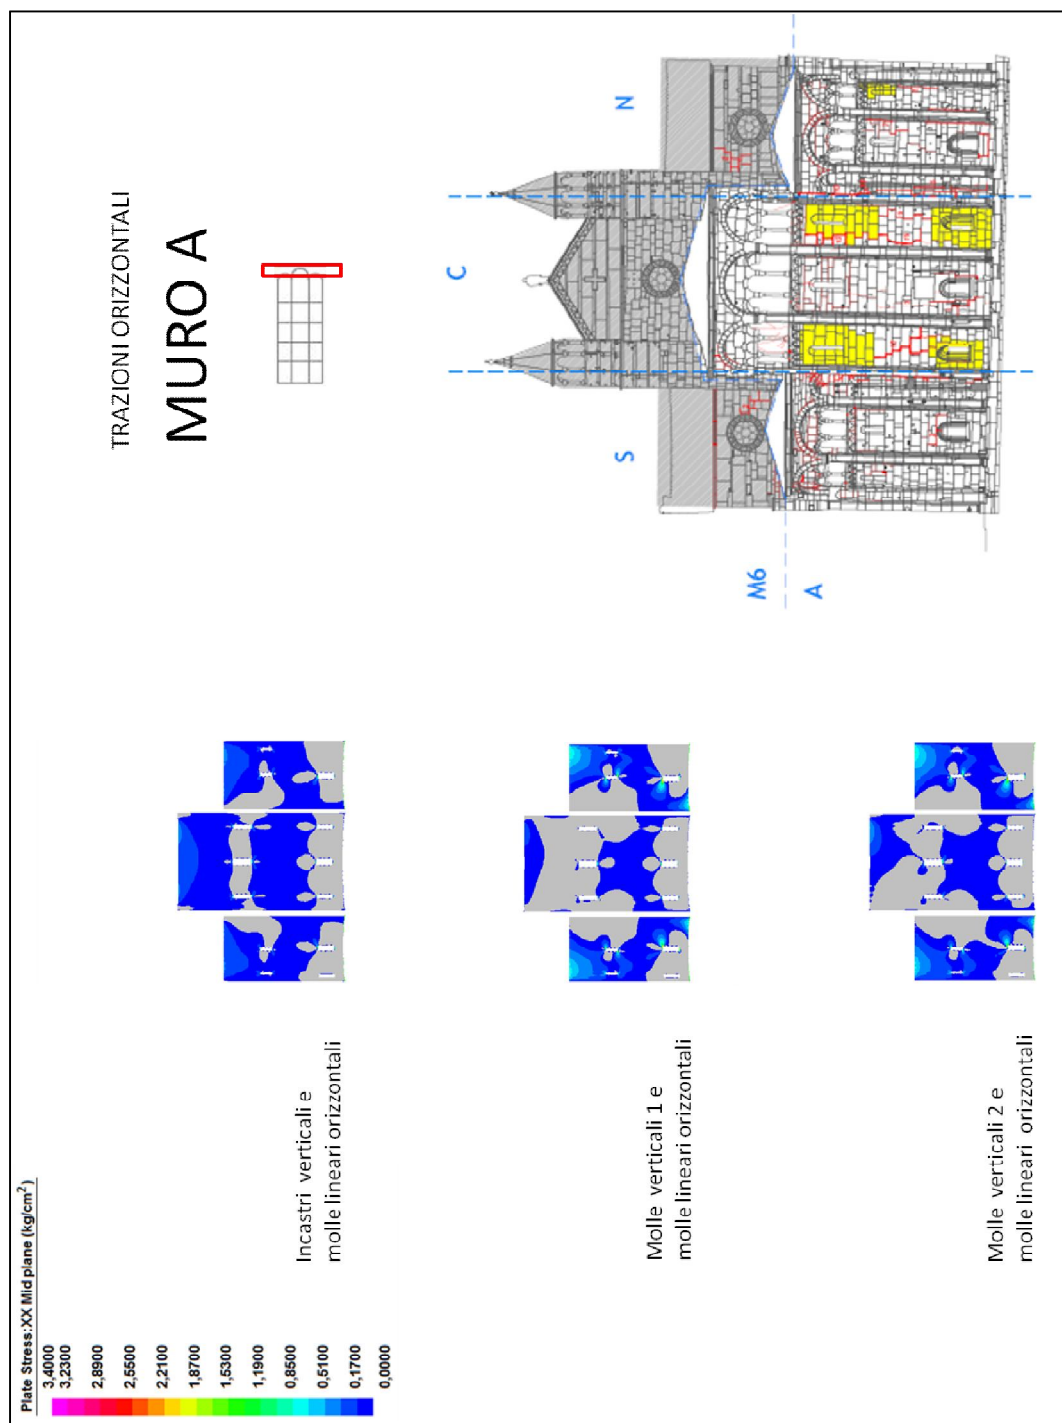 Plate Stress:XX Mid plane (kg/cm²)
3,4000
3,2300
2,8900
2,5500
2,2100
1,8700
1,5300
1,1900
0,8500
0,5100
0,1700
0,0000
TRAZIONI ORIZZONTALI
MURO A
Incastri verticali e
molle lineari orizzontali
Molle verticali 1 e
molle lineari orizzontali
Molle verticali 2 e
molle lineari orizzontali
S
C
N
M6
A